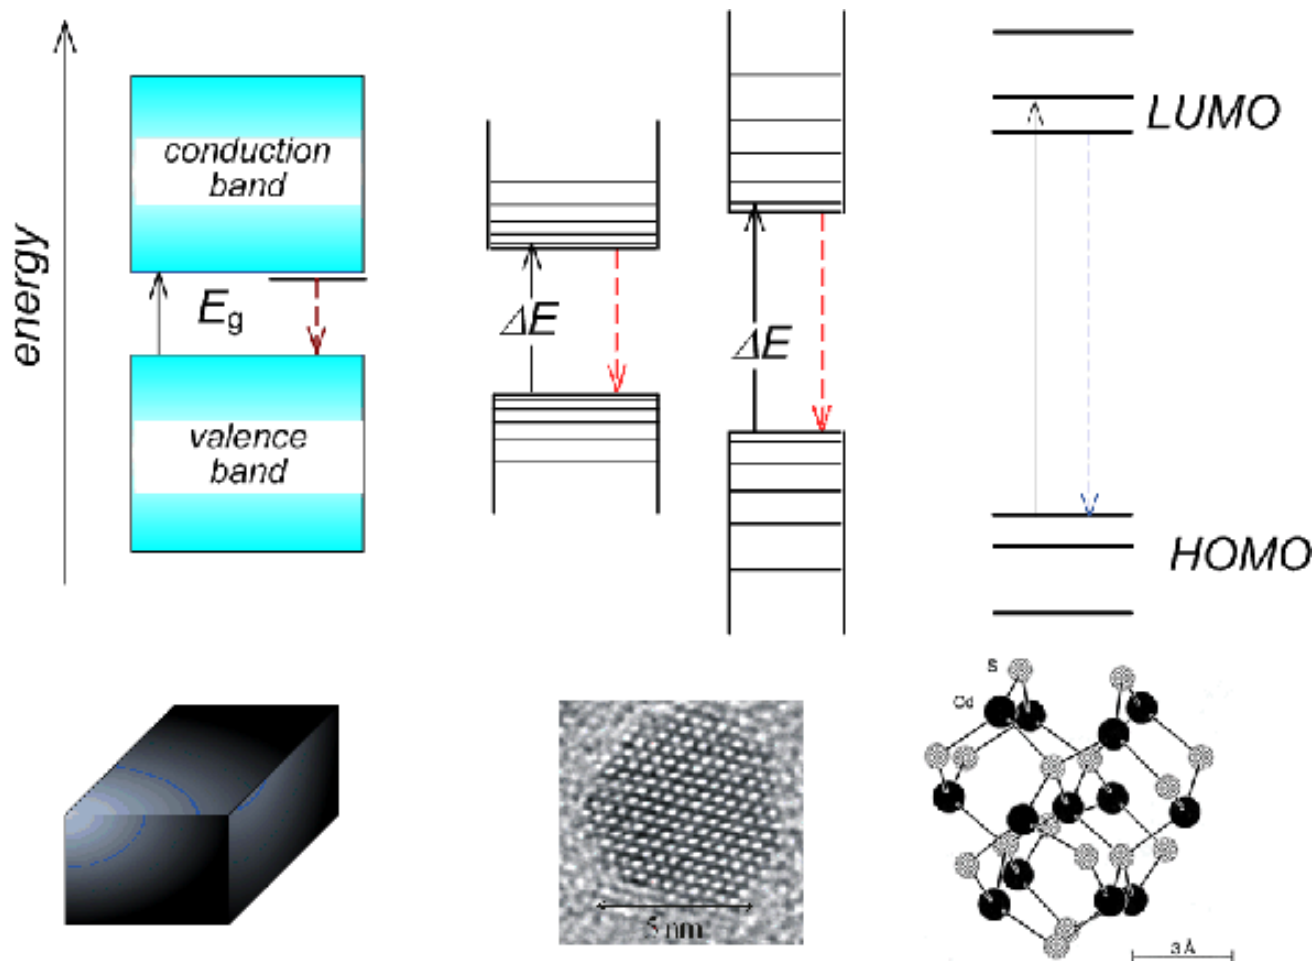 energy
conduction
band
Eg
valence
band
ΔE
ΔE
LUMO
HOMO
5 nm
S
Cd
3 Å